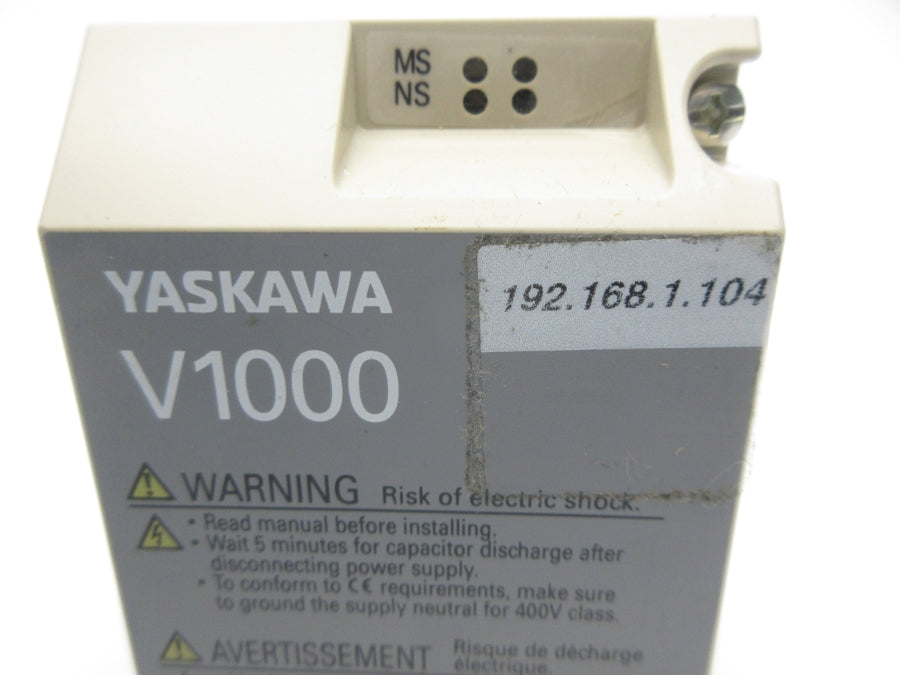 MS
NS
YASKAWA
192.168.1.104
V1000
WARNING Risk of electric shock.
• Read manual before installing.
• Wait 5 minutes for capacitor discharge after
disconnecting power supply.
• To conform to CE requirements, make sure
to ground the supply neutral for 400V class.
AVERTISSEMENT Risque de décharge
électrique.